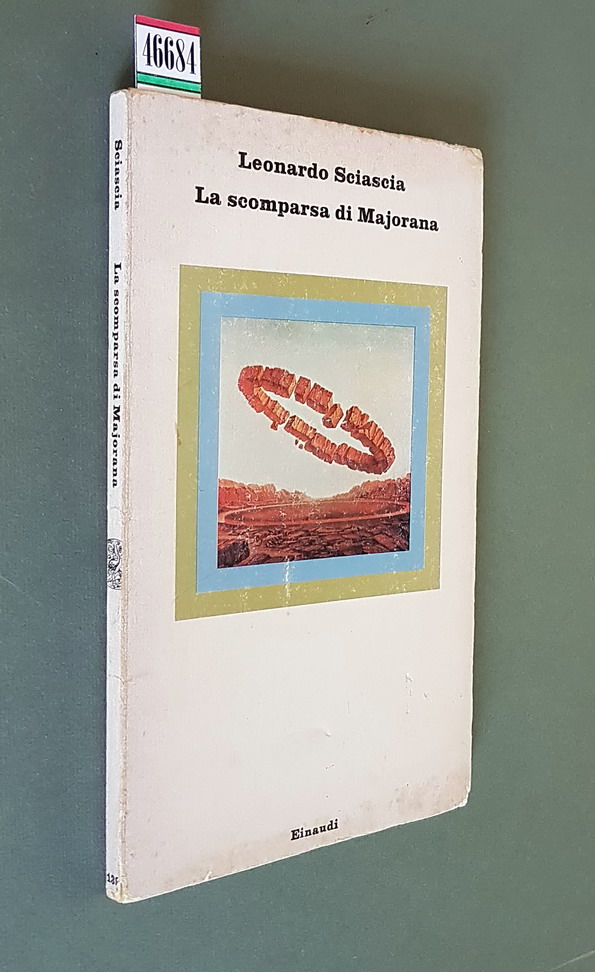 46684
Leonardo Sciascia
La scomparsa di Majorana
Einaudi
Sciascia La scomparsa di Majorana